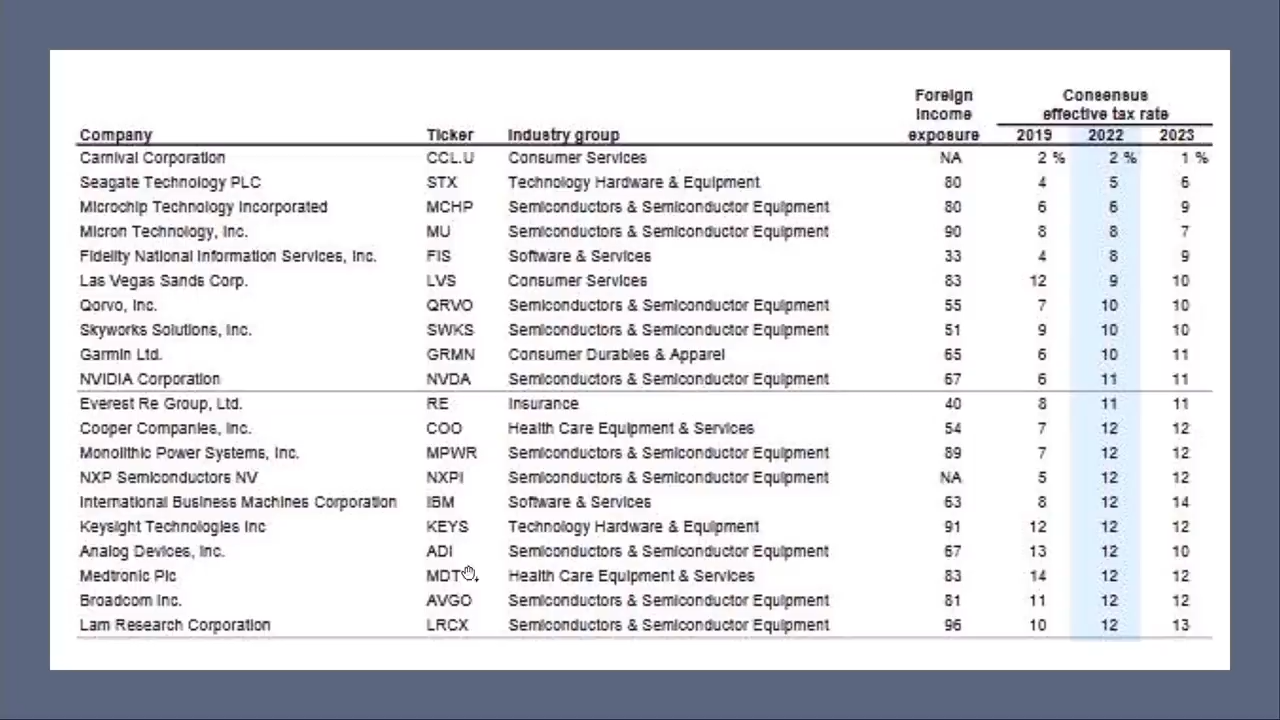 Foreign Consensus
Income effective tax rate
Company Ticker Industry group exposure 2019 2022 2023
Carnival Corporation CCL.U Consumer Services NA 2 % 2 % 1 %
Seagate Technology PLC STX Technology Hardware & Equipment 80 4 5 6
Microchip Technology Incorporated MCHP Semiconductors & Semiconductor Equipment 80 6 6 9
Micron Technology, Inc. MU Semiconductors & Semiconductor Equipment 90 8 8 7
Fidelity National Information Services, Inc. FIS Software & Services 33 4 8 9
Las Vegas Sands Corp. LVS Consumer Services 83 12 9 10
Qorvo, Inc. QRVO Semiconductors & Semiconductor Equipment 55 7 10 10
Skyworks Solutions, Inc. SWKS Semiconductors & Semiconductor Equipment 51 9 10 10
Garmin Ltd. GRMN Consumer Durables & Apparel 65 6 10 11
NVIDIA Corporation NVDA Semiconductors & Semiconductor Equipment 67 6 11 11
Everest Re Group, Ltd. RE Insurance 40 8 11 11
Cooper Companies, Inc. COO Health Care Equipment & Services 54 7 12 12
Monolithic Power Systems, Inc. MPWR Semiconductors & Semiconductor Equipment 89 7 12 12
NXP Semiconductors NV NXPI Semiconductors & Semiconductor Equipment NA 5 12 12
International Business Machines Corporation IBM Software & Services 63 8 12 14
Keysight Technologies Inc KEYS Technology Hardware & Equipment 91 12 12 12
Analog Devices, Inc. ADI Semiconductors & Semiconductor Equipment 67 13 12 10
Medtronic Plc MDT Health Care Equipment & Services 83 14 12 12
Broadcom Inc. AVGO Semiconductors & Semiconductor Equipment 81 11 12 12
Lam Research Corporation LRCX Semiconductors & Semiconductor Equipment 96 10 12 13